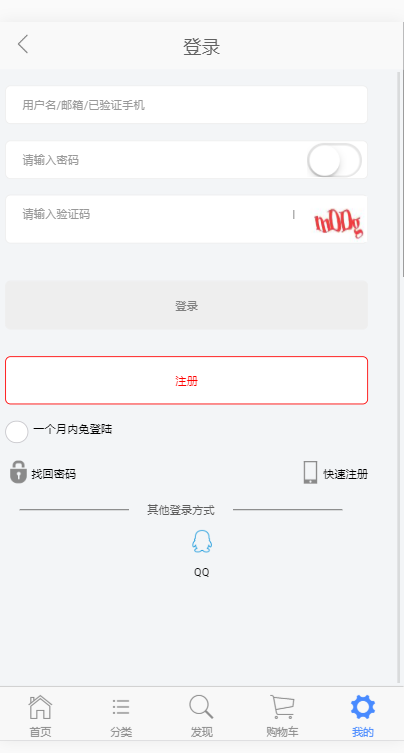 登录
用户名/邮箱/已验证手机
请输入密码
请输入验证码 | mDDg
登录
注册
一个月内免登陆
找回密码 快速注册
其他登录方式
QQ
首页 分类 发现 购物车 我的